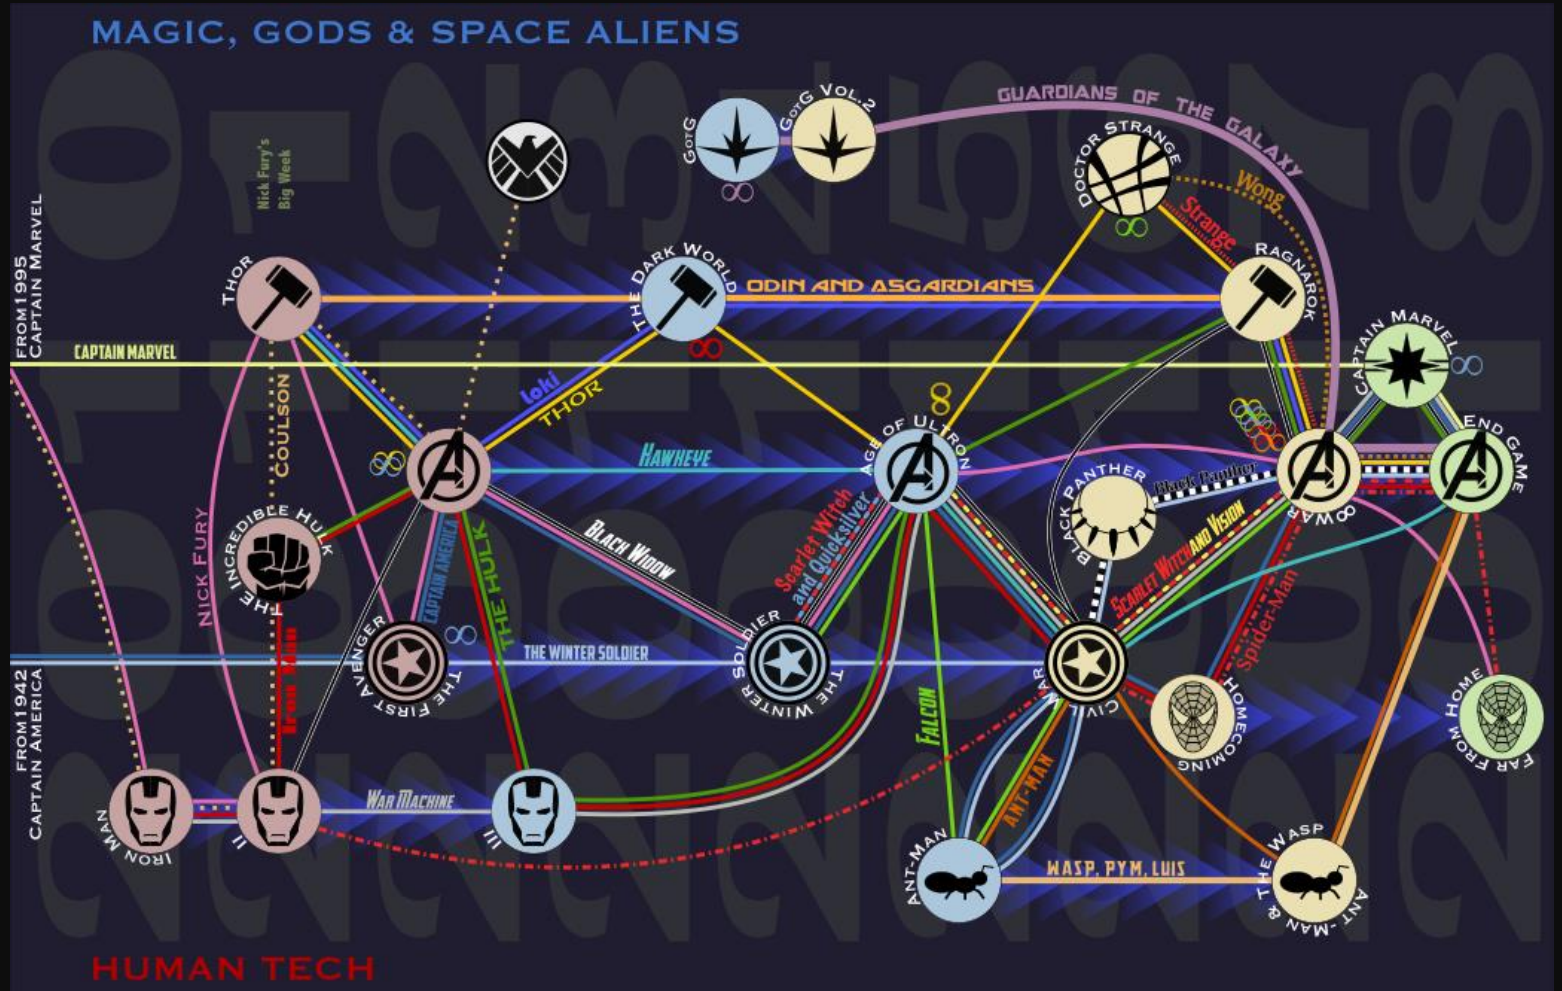 MAGIC, GODS & SPACE ALIENS
GotG
GotG Vol.2
GUARDIANS OF THE GALAXY
DOCTOR STRANGE
Nick Fury's
Big Week
Wong
Strange
FROM1995
CAPTAIN MARVEL
THOR
THE DARK WORLD
ODIN AND ASGARDIANS
RAGNAROK
CAPTAIN MARVEL
CAPTAIN MARVEL
COULSON
Loki
THOR
AGE OF ULTRON
END GAME
HAWKEYE
BLACK PANTHER
Black Panther
∞WAR
THE INCREDIBLE HULK
NICK FURY
CAPTAIN AMERICA
THE HULK
BLACK WIDOW
Scarlet Witch
and Quicksilver
SCARLET WITCH AND VISION
Spider-Man
Iron Man
THE FIRST AVENGER
THE WINTER SOLDIER
THE WINTER SOLDIER
CIVIL WAR
HOMECOMING
FAR FROM HOME
FROM1942
CAPTAIN AMERICA
FALCON
ANT-MAN
IRON MAN
II
WAR MACHINE
III
ANT-MAN
WASP, PYM, LUIS
ANT-MAN & THE WASP
HUMAN TECH